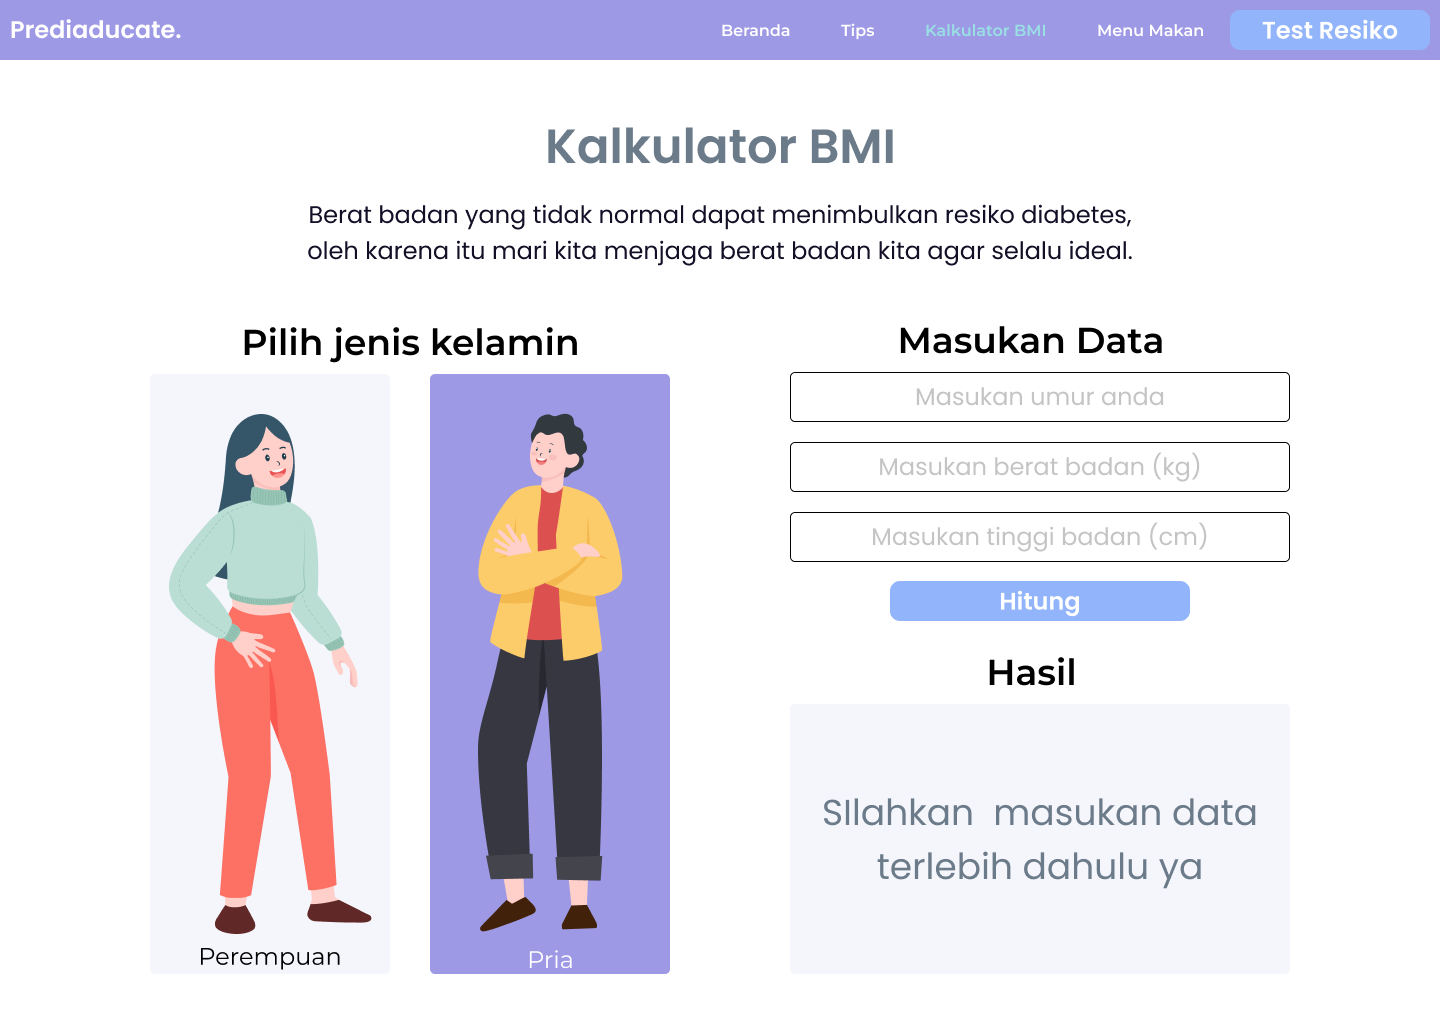 Prediaducate.
Beranda
Tips
Kalkulator BMI
Menu Makan
Test Resiko
Kalkulator BMI
Berat badan yang tidak normal dapat menimbulkan resiko diabetes,
oleh karena itu mari kita menjaga berat badan kita agar selalu ideal.
Pilih jenis kelamin
Perempuan
Pria
Masukan Data
Masukan umur anda
Masukan berat badan (kg)
Masukan tinggi badan (cm)
Hitung
Hasil
SIlahkan  masukan data
terlebih dahulu ya